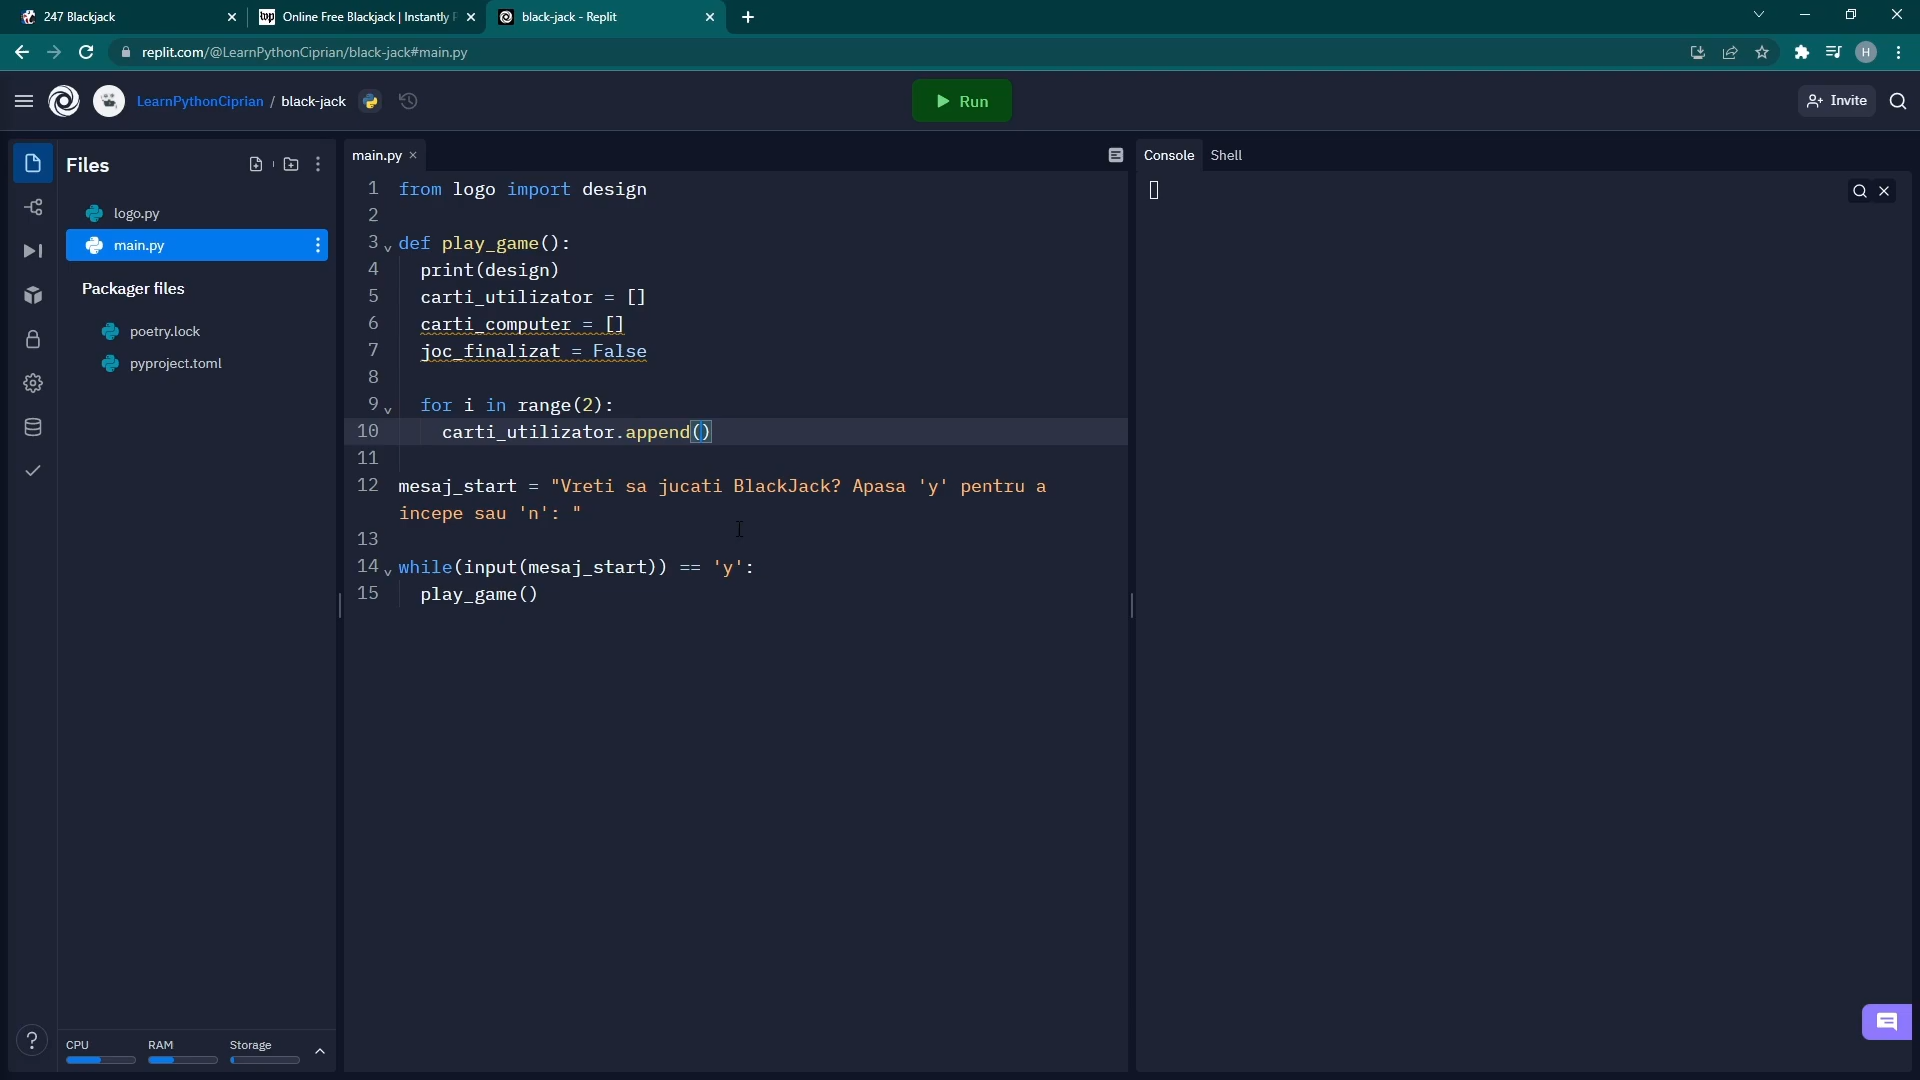 247 Blackjack
Online Free Blackjack | Instantly
black-jack - Replit
replit.com/@LearnPythonCiprian/black-jack#main.py
H
LearnPythonCiprian / black-jack
Run
Invite
Files
logo.py
main.py
Packager files
poetry.lock
pyproject.toml
CPU
RAM
Storage
main.py
1 from logo import design
2
3 def play_game():
4 print(design)
5 carti_utilizator = []
6 carti_computer = []
7 joc_finalizat = False
8
9 for i in range(2):
10 carti_utilizator.append()
11
12 mesaj_start = "Vreti sa jucati BlackJack? Apasa 'y' pentru a
incepe sau 'n': "
13
14 while(input(mesaj_start)) == 'y':
15 play_game()
Console
Shell